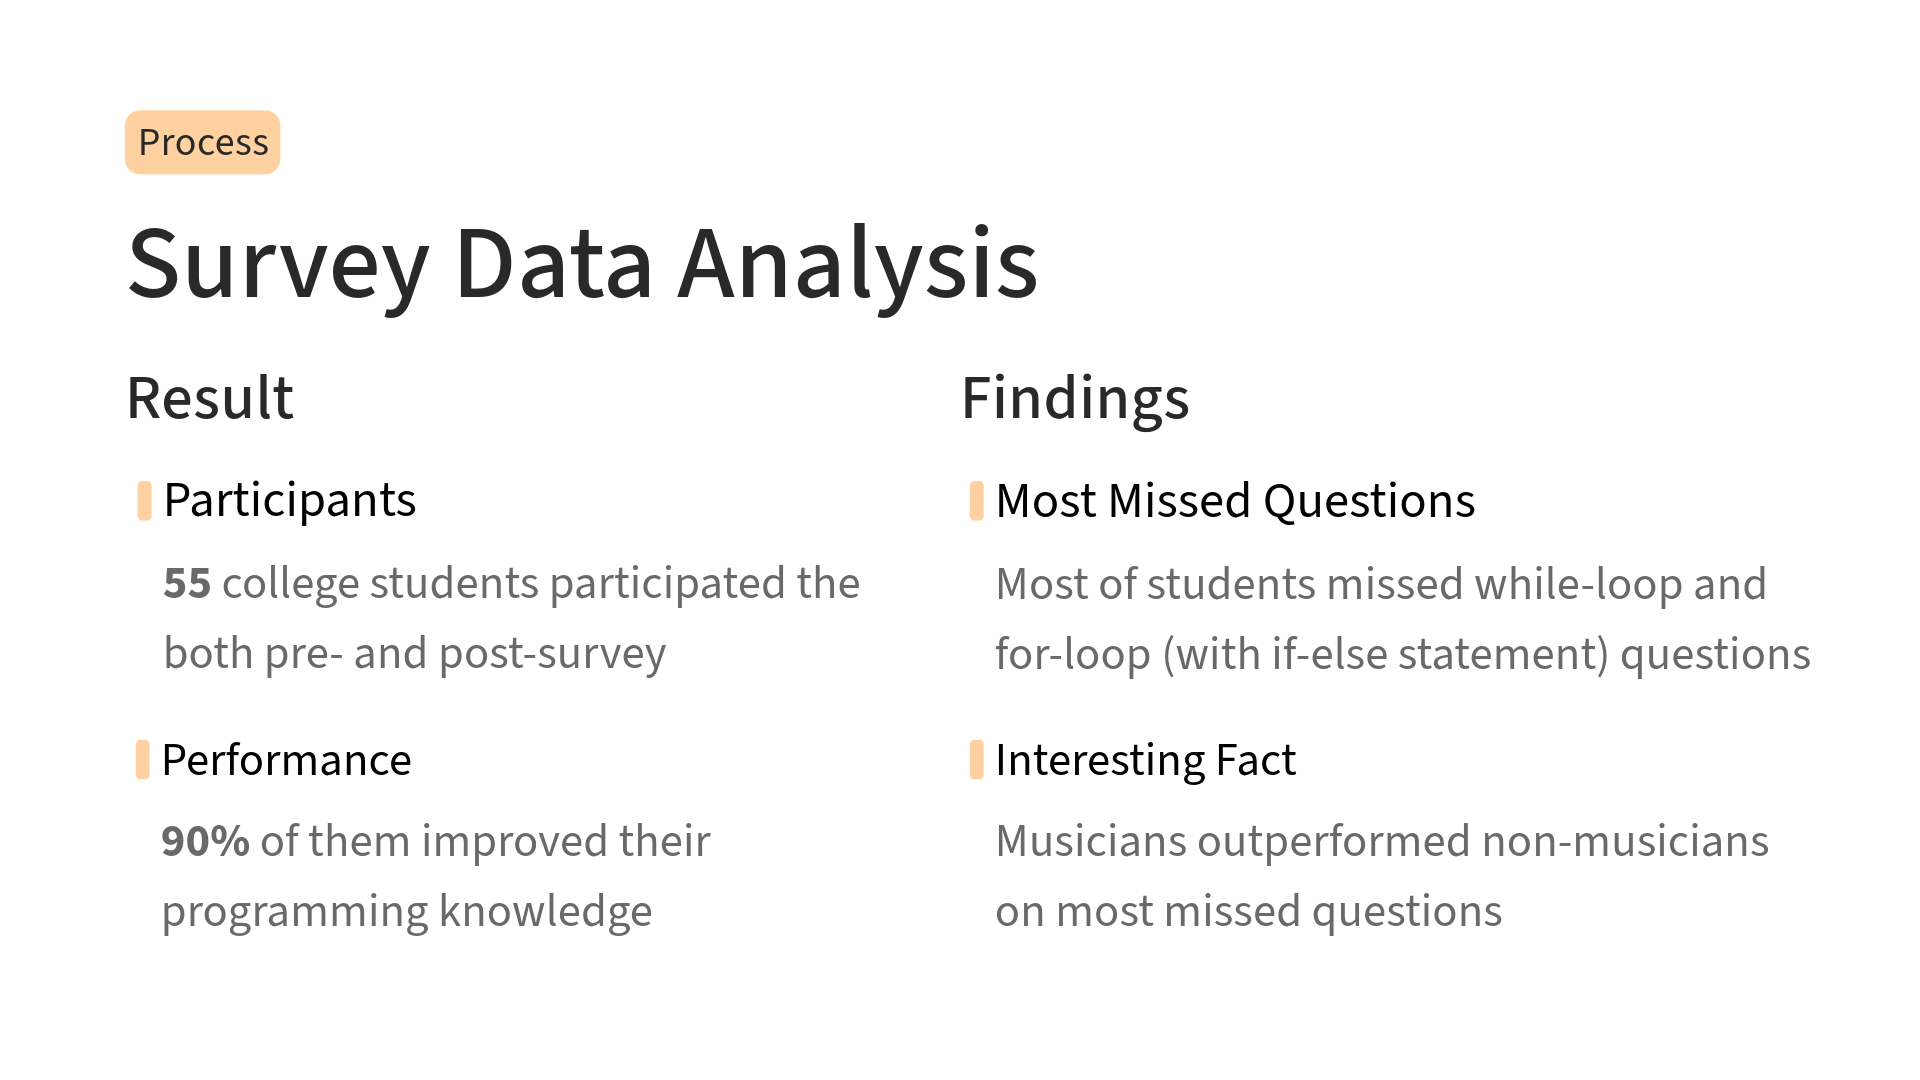 Process
Survey Data Analysis
Result
Participants
55 college students participated the
both pre- and post-survey
Performance
90% of them improved their
programming knowledge
Findings
Most Missed Questions
Most of students missed while-loop and
for-loop (with if-else statement) questions
Interesting Fact
Musicians outperformed non-musicians
on most missed questions